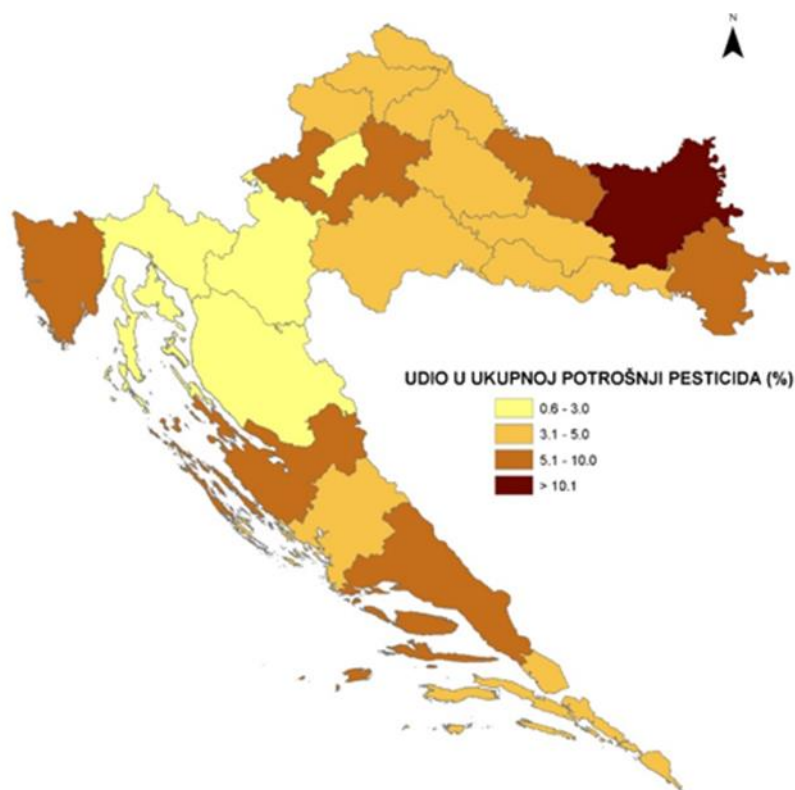 N
UDIO U UKUPNOJ POTROŠNJI PESTICIDA (%)
0.6 - 3.0
3.1 - 5.0
5.1 - 10.0
> 10.1